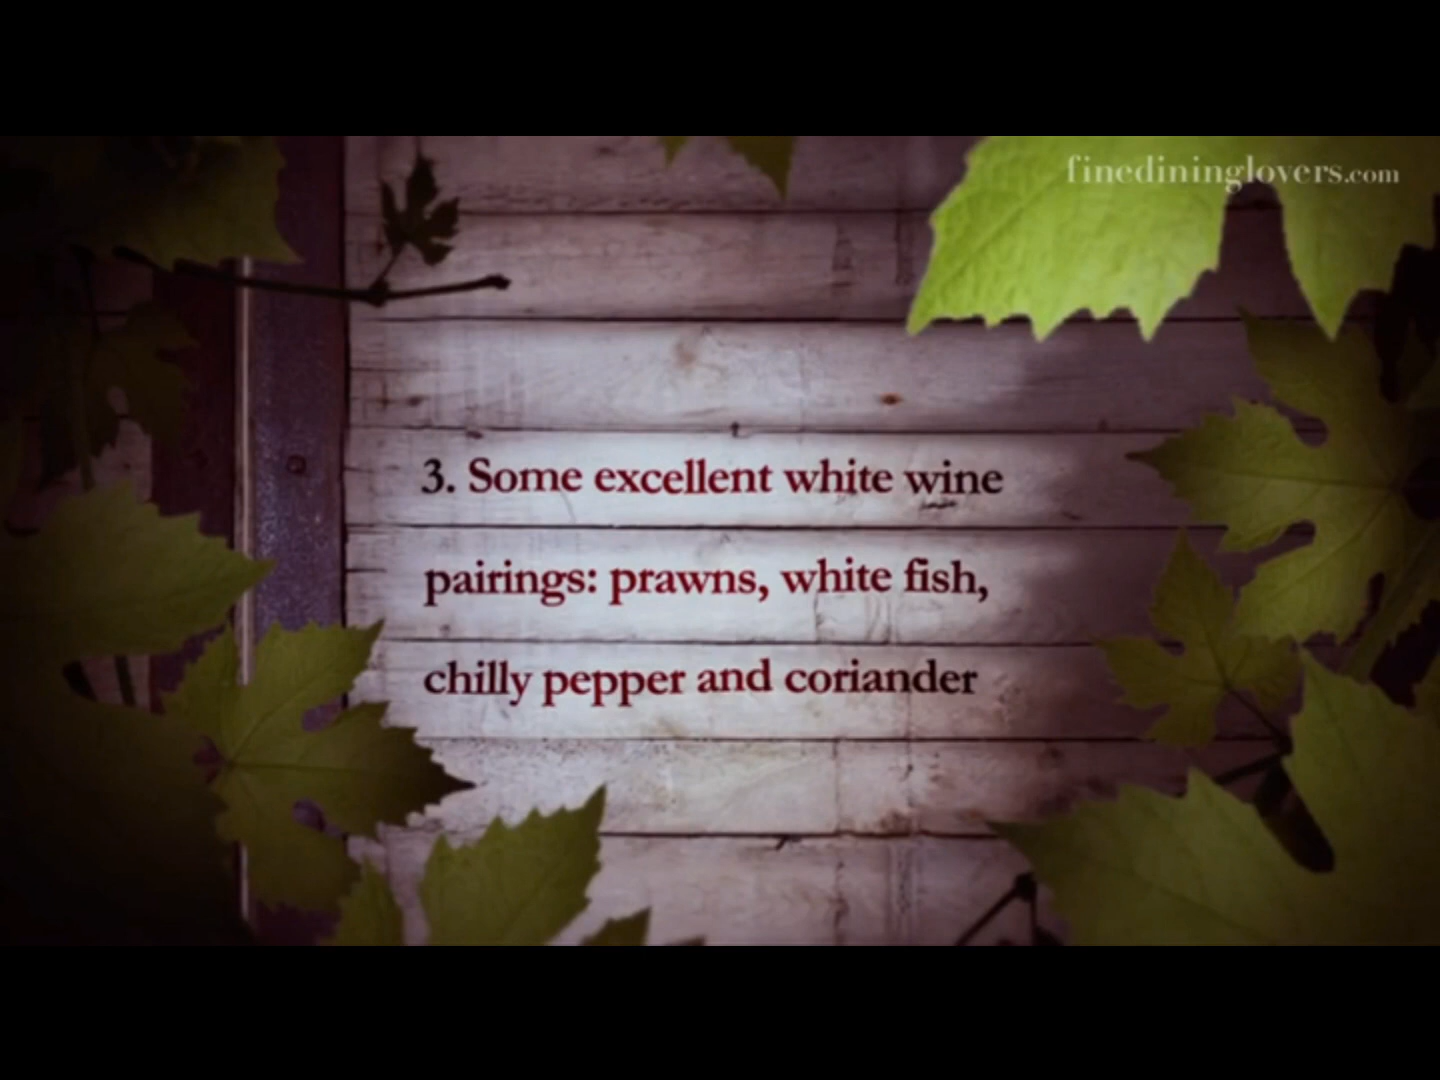 finedininglovers.com
3. Some excellent white wine
pairings: prawns, white fish,
chilly pepper and coriander